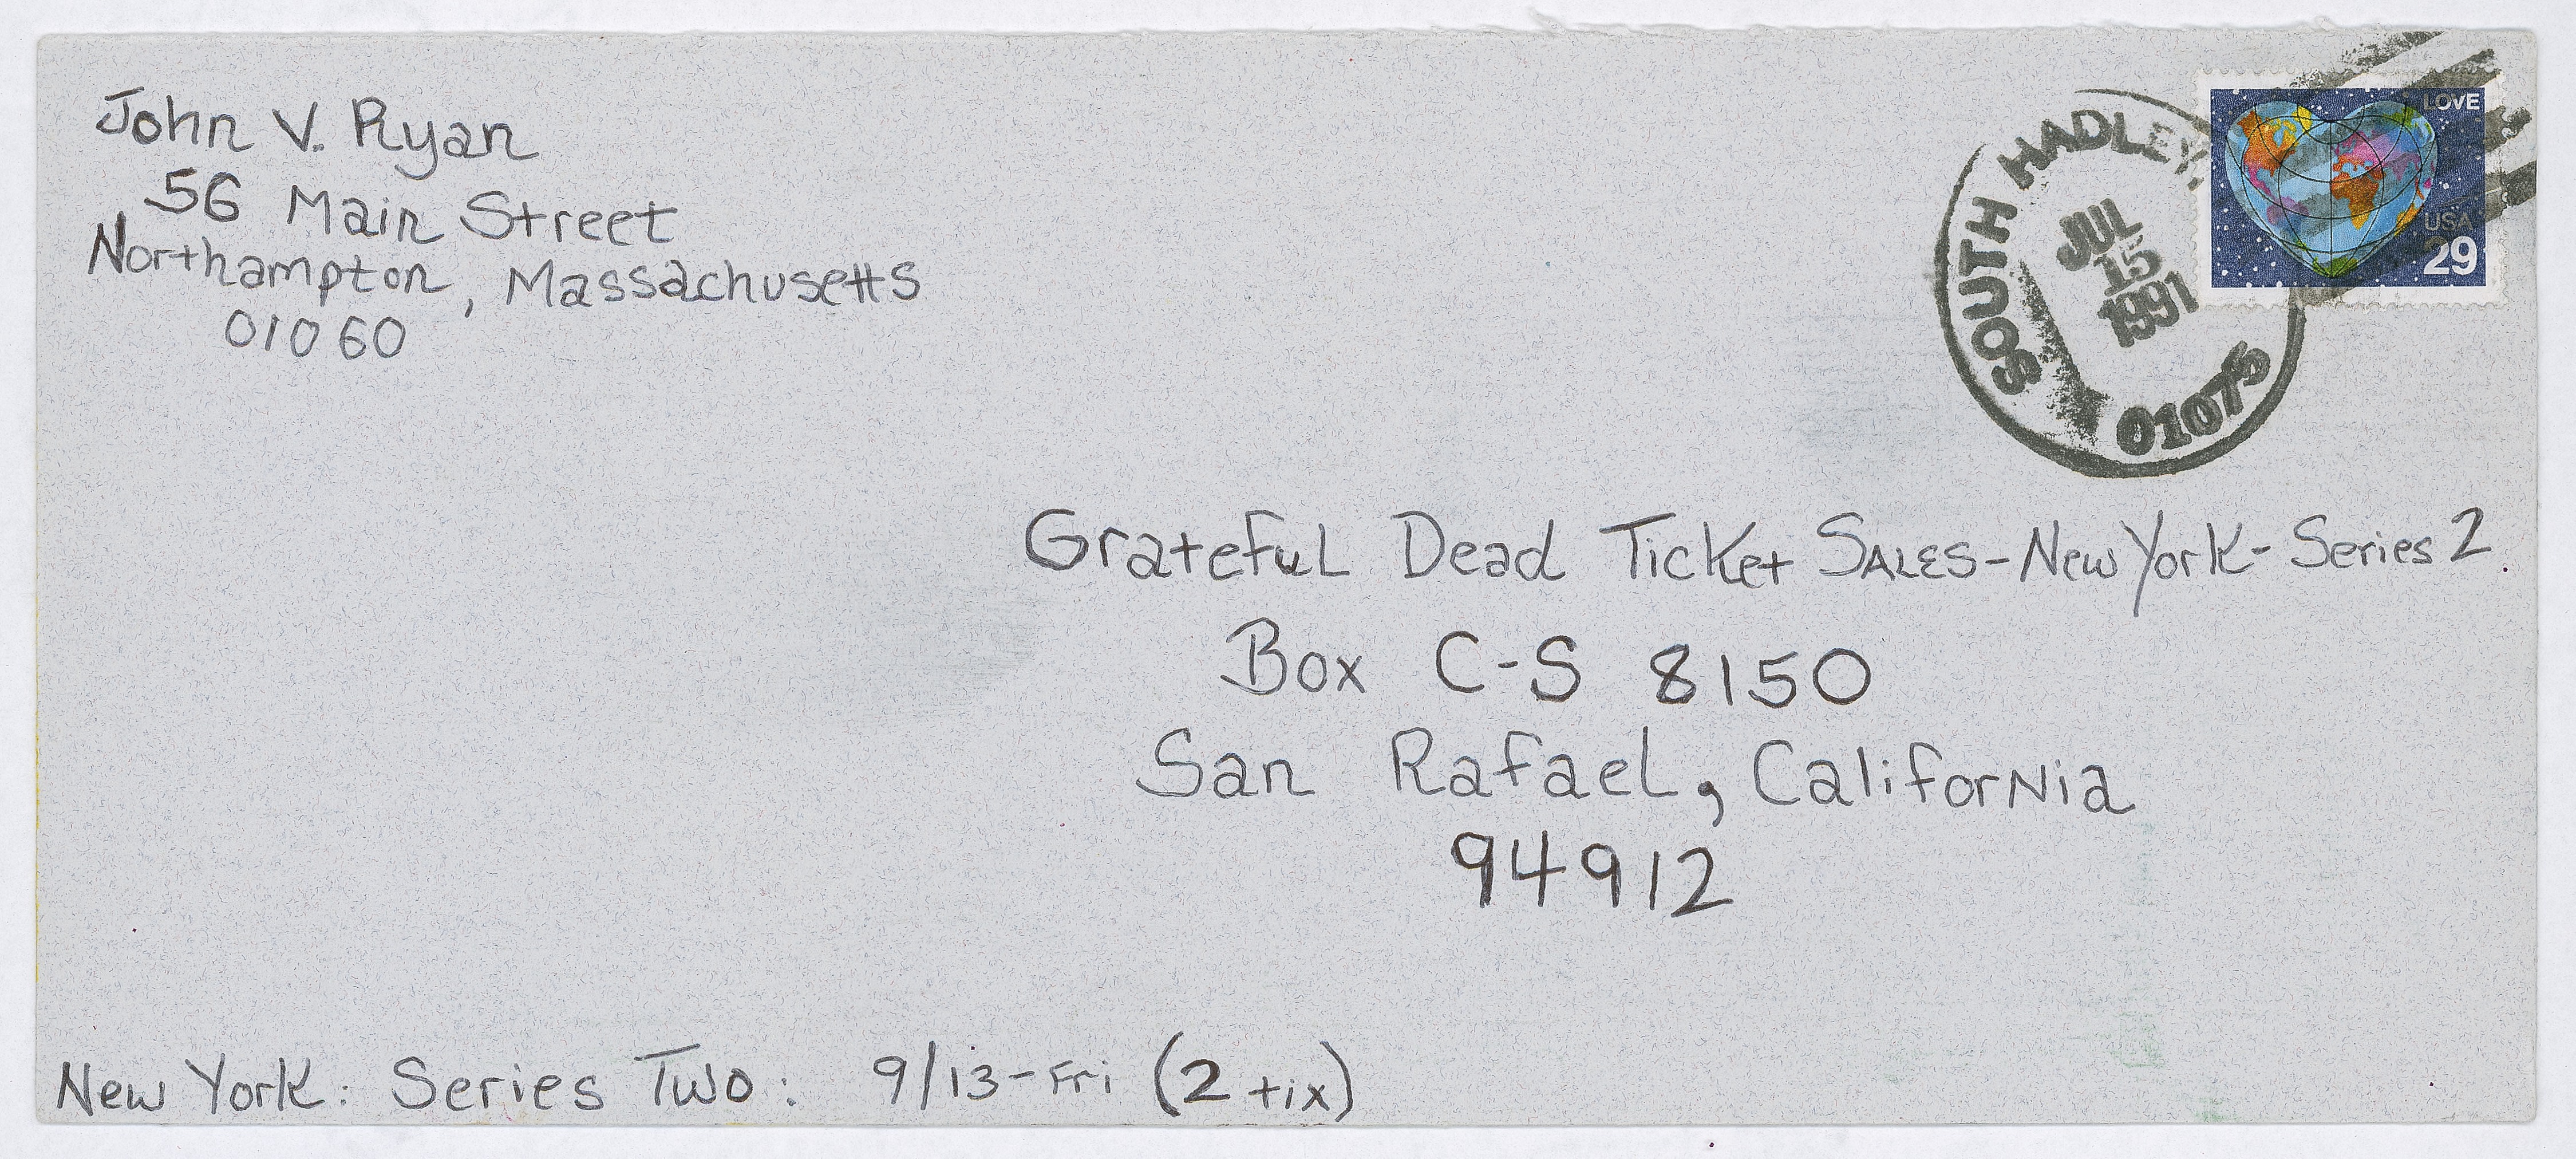 John V. Ryan
56 Main Street
Northampton, Massachusetts
01060
LOVE
USA
29
SOUTH HADLEY,
JUL
15
1991
01075
Grateful Dead Ticket SALES-New York-Series 2.
Box C-S 8150
San Rafael, California
94912
New York: Series Two: 9/13-Fri (2 tix)